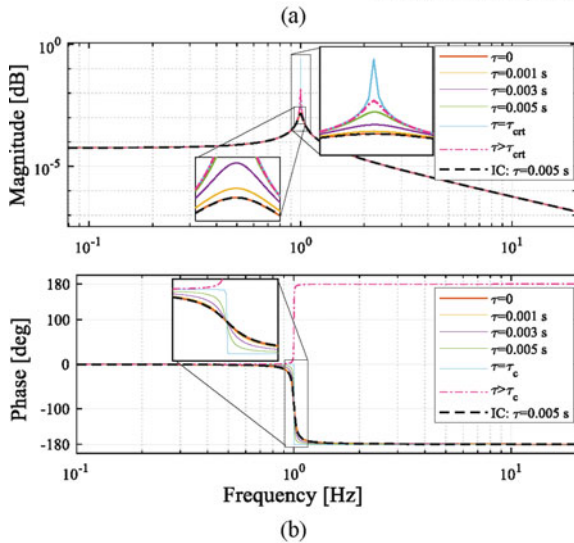 (a)
Magnitude [dB]
10^0
10^-5
τ=0
τ=0.001 s
τ=0.003 s
τ=0.005 s
τ=τ_crt
τ>τ_crt
IC: τ=0.005 s
10^-1
10^0
10^1
Phase [deg]
180
100
0
-100
-180
τ=0
τ=0.001 s
τ=0.003 s
τ=0.005 s
τ=τ_c
τ>τ_c
IC: τ=0.005 s
10^-1
10^0
10^1
Frequency [Hz]
(b)